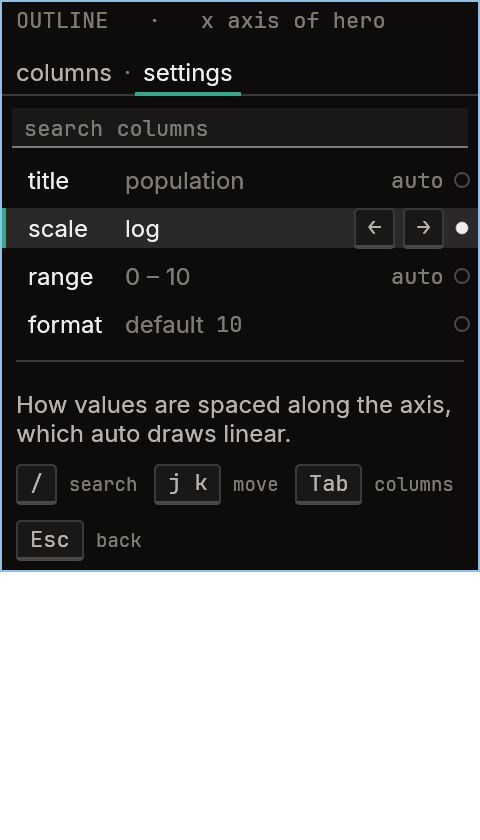 OUTLINE · x axis of hero
columns · settings
search columns
title population auto
scale log ← →
range 0 – 10 auto
format default 10
How values are spaced along the axis,
which auto draws linear.
/ search j k move Tab columns
Esc back